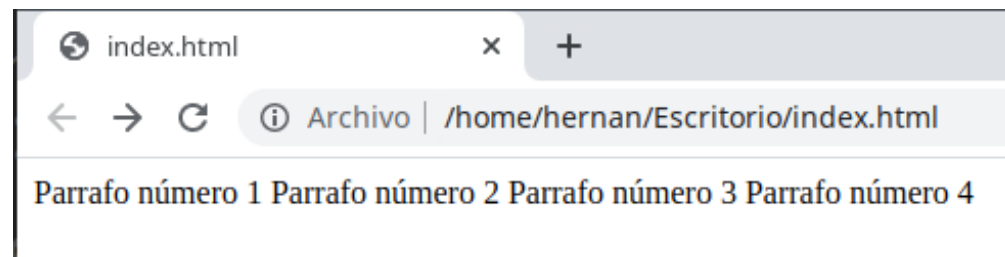 index.html
Archivo | /home/hernan/Escritorio/index.html
Parrafo número 1 Parrafo número 2 Parrafo número 3 Parrafo número 4